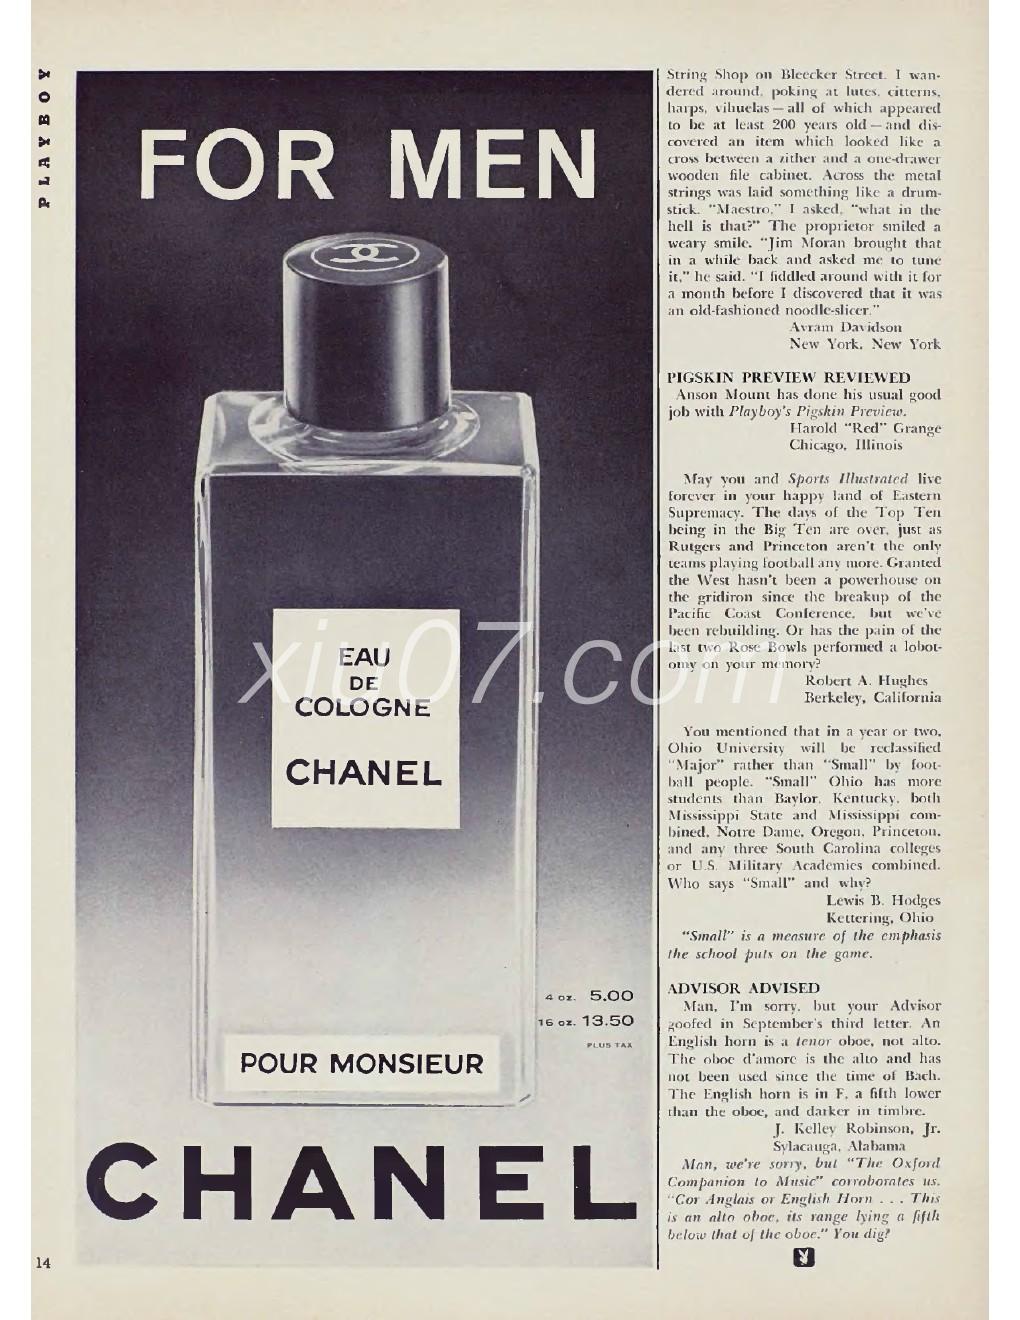 PLAYBOY
FOR MEN
EAU
DE
COLOGNE
CHANEL
4 oz. 5.00
16 oz. 13.50
PLUS TAX
POUR MONSIEUR
CHANEL
14
String Shop on Bleecker Street. I wan-
dered around, poking at lutes, citterns,
harps, vihuelas — all of which appeared
to be at least 200 years old — and dis-
covered an item which looked like a
cross between a zither and a one-drawer
wooden file cabinet. Across the metal
strings was laid something like a drum-
stick. "Maestro," I asked, "what in the
hell is that?" The proprietor smiled a
weary smile. "Jim Moran brought that
in a while back and asked me to tune
it," he said. "I fiddled around with it for
a month before I discovered that it was
an old-fashioned noodle-slicer."
Avram Davidson
New York, New York
PIGSKIN PREVIEW REVIEWED
Anson Mount has done his usual good
job with Playboy's Pigskin Preview.
Harold "Red" Grange
Chicago, Illinois
May you and Sports Illustrated live
forever in your happy land of Eastern
Supremacy. The days of the Top Ten
being in the Big Ten are over, just as
Rutgers and Princeton aren't the only
teams playing football any more. Granted
the West hasn't been a powerhouse on
the gridiron since the breakup of the
Pacific Coast Conference, but we've
been rebuilding. Or has the pain of the
last two Rose Bowls performed a lobot-
omy on your memory?
Robert A. Hughes
Berkeley, California
You mentioned that in a year or two,
Ohio University will be reclassified
"Major" rather than "Small" by foot-
ball people. "Small" Ohio has more
students than Baylor, Kentucky, both
Mississippi State and Mississippi com-
bined, Notre Dame, Oregon, Princeton,
and any three South Carolina colleges
or U.S. Military Academies combined.
Who says "Small" and why?
Lewis B. Hodges
Kettering, Ohio
"Small" is a measure of the emphasis
the school puts on the game.
ADVISOR ADVISED
Man, I'm sorry, but your Advisor
goofed in September's third letter. An
English horn is a tenor oboe, not alto.
The oboe d'amore is the alto and has
not been used since the time of Bach.
The English horn is in F, a fifth lower
than the oboe, and darker in timbre.
J. Kelley Robinson, Jr.
Sylacauga, Alabama
Man, we're sorry, but "The Oxford
Companion to Music" corroborates us.
"Cor Anglais or English Horn . . . This
is an alto oboe, its range lying a fifth
below that of the oboe." You dig?
xiu07.com